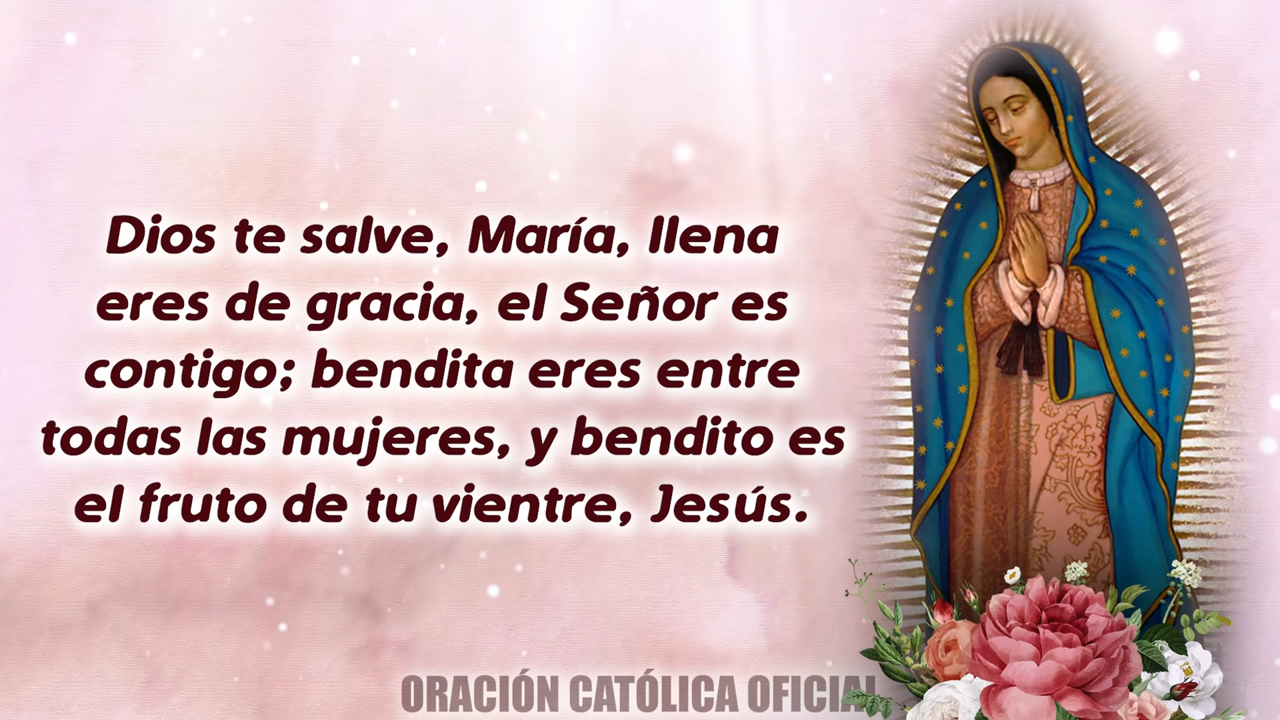 Dios te salve, María, llena
eres de gracia, el Señor es
contigo; bendita eres entre
todas las mujeres, y bendito es
el fruto de tu vientre, Jesús.
ORACIÓN CATÓLICA OFICIAL